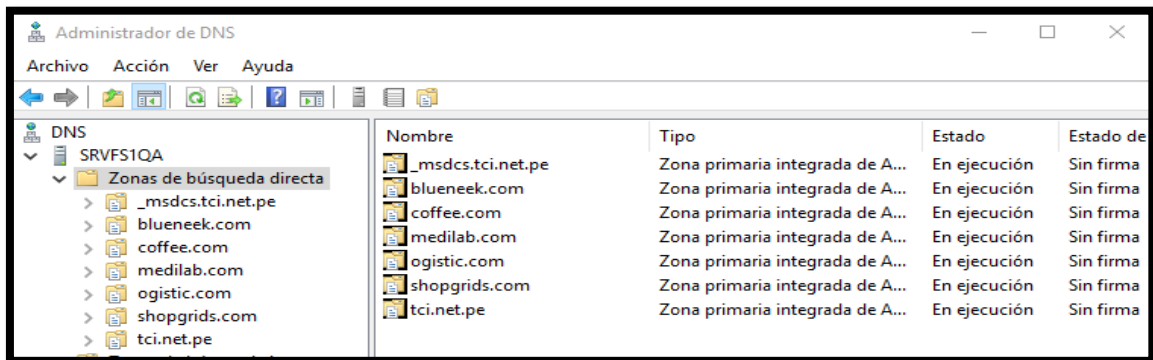 Administrador de DNS
Archivo Acción Ver Ayuda
DNS
SRVFS1QA
Zonas de búsqueda directa
_msdcs.tci.net.pe
blueneek.com
coffee.com
medilab.com
ogistic.com
shopgrids.com
tci.net.pe
Nombre Tipo Estado Estado de
_msdcs.tci.net.pe Zona primaria integrada de A... En ejecución Sin firma
blueneek.com Zona primaria integrada de A... En ejecución Sin firma
coffee.com Zona primaria integrada de A... En ejecución Sin firma
medilab.com Zona primaria integrada de A... En ejecución Sin firma
ogistic.com Zona primaria integrada de A... En ejecución Sin firma
shopgrids.com Zona primaria integrada de A... En ejecución Sin firma
tci.net.pe Zona primaria integrada de A... En ejecución Sin firma